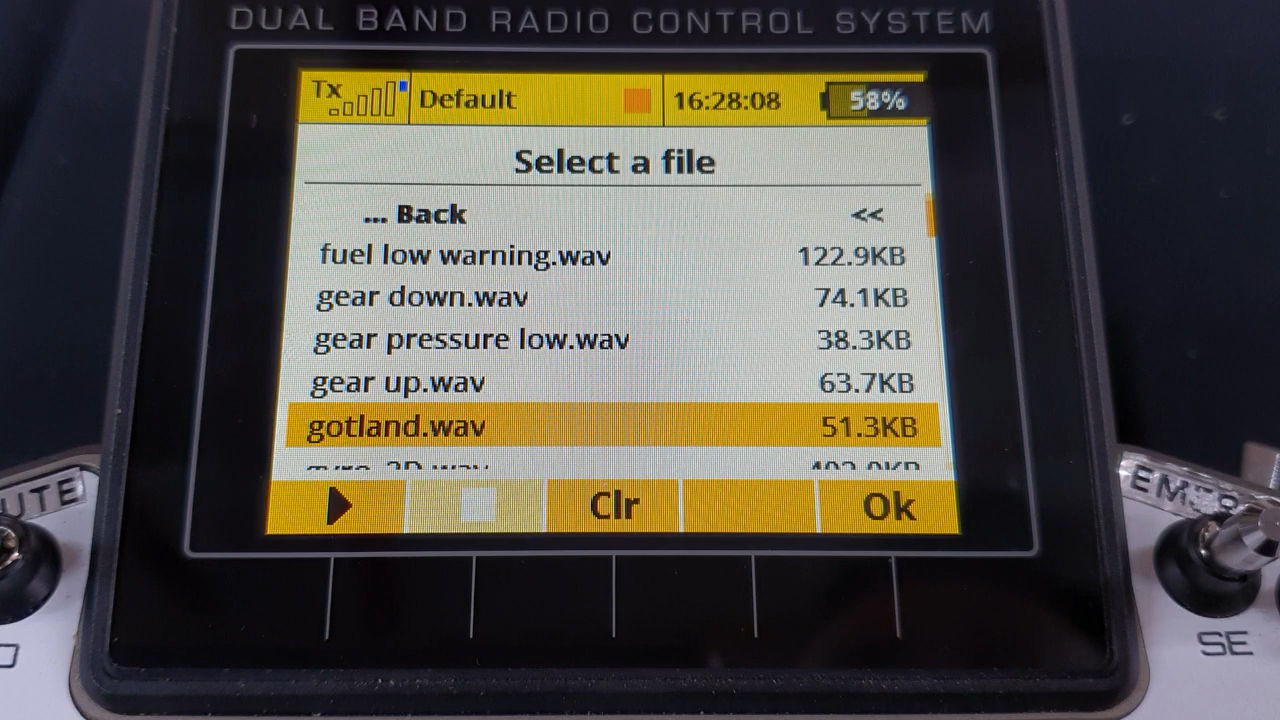 DUAL BAND RADIO CONTROL SYSTEM
Tx Default 16:28:08 58%
Select a file
... Back <<
fuel low warning.wav 122.9KB
gear down.wav 74.1KB
gear pressure low.wav 38.3KB
gear up.wav 63.7KB
gotland.wav 51.3KB
Clr Ok
UTE
SE